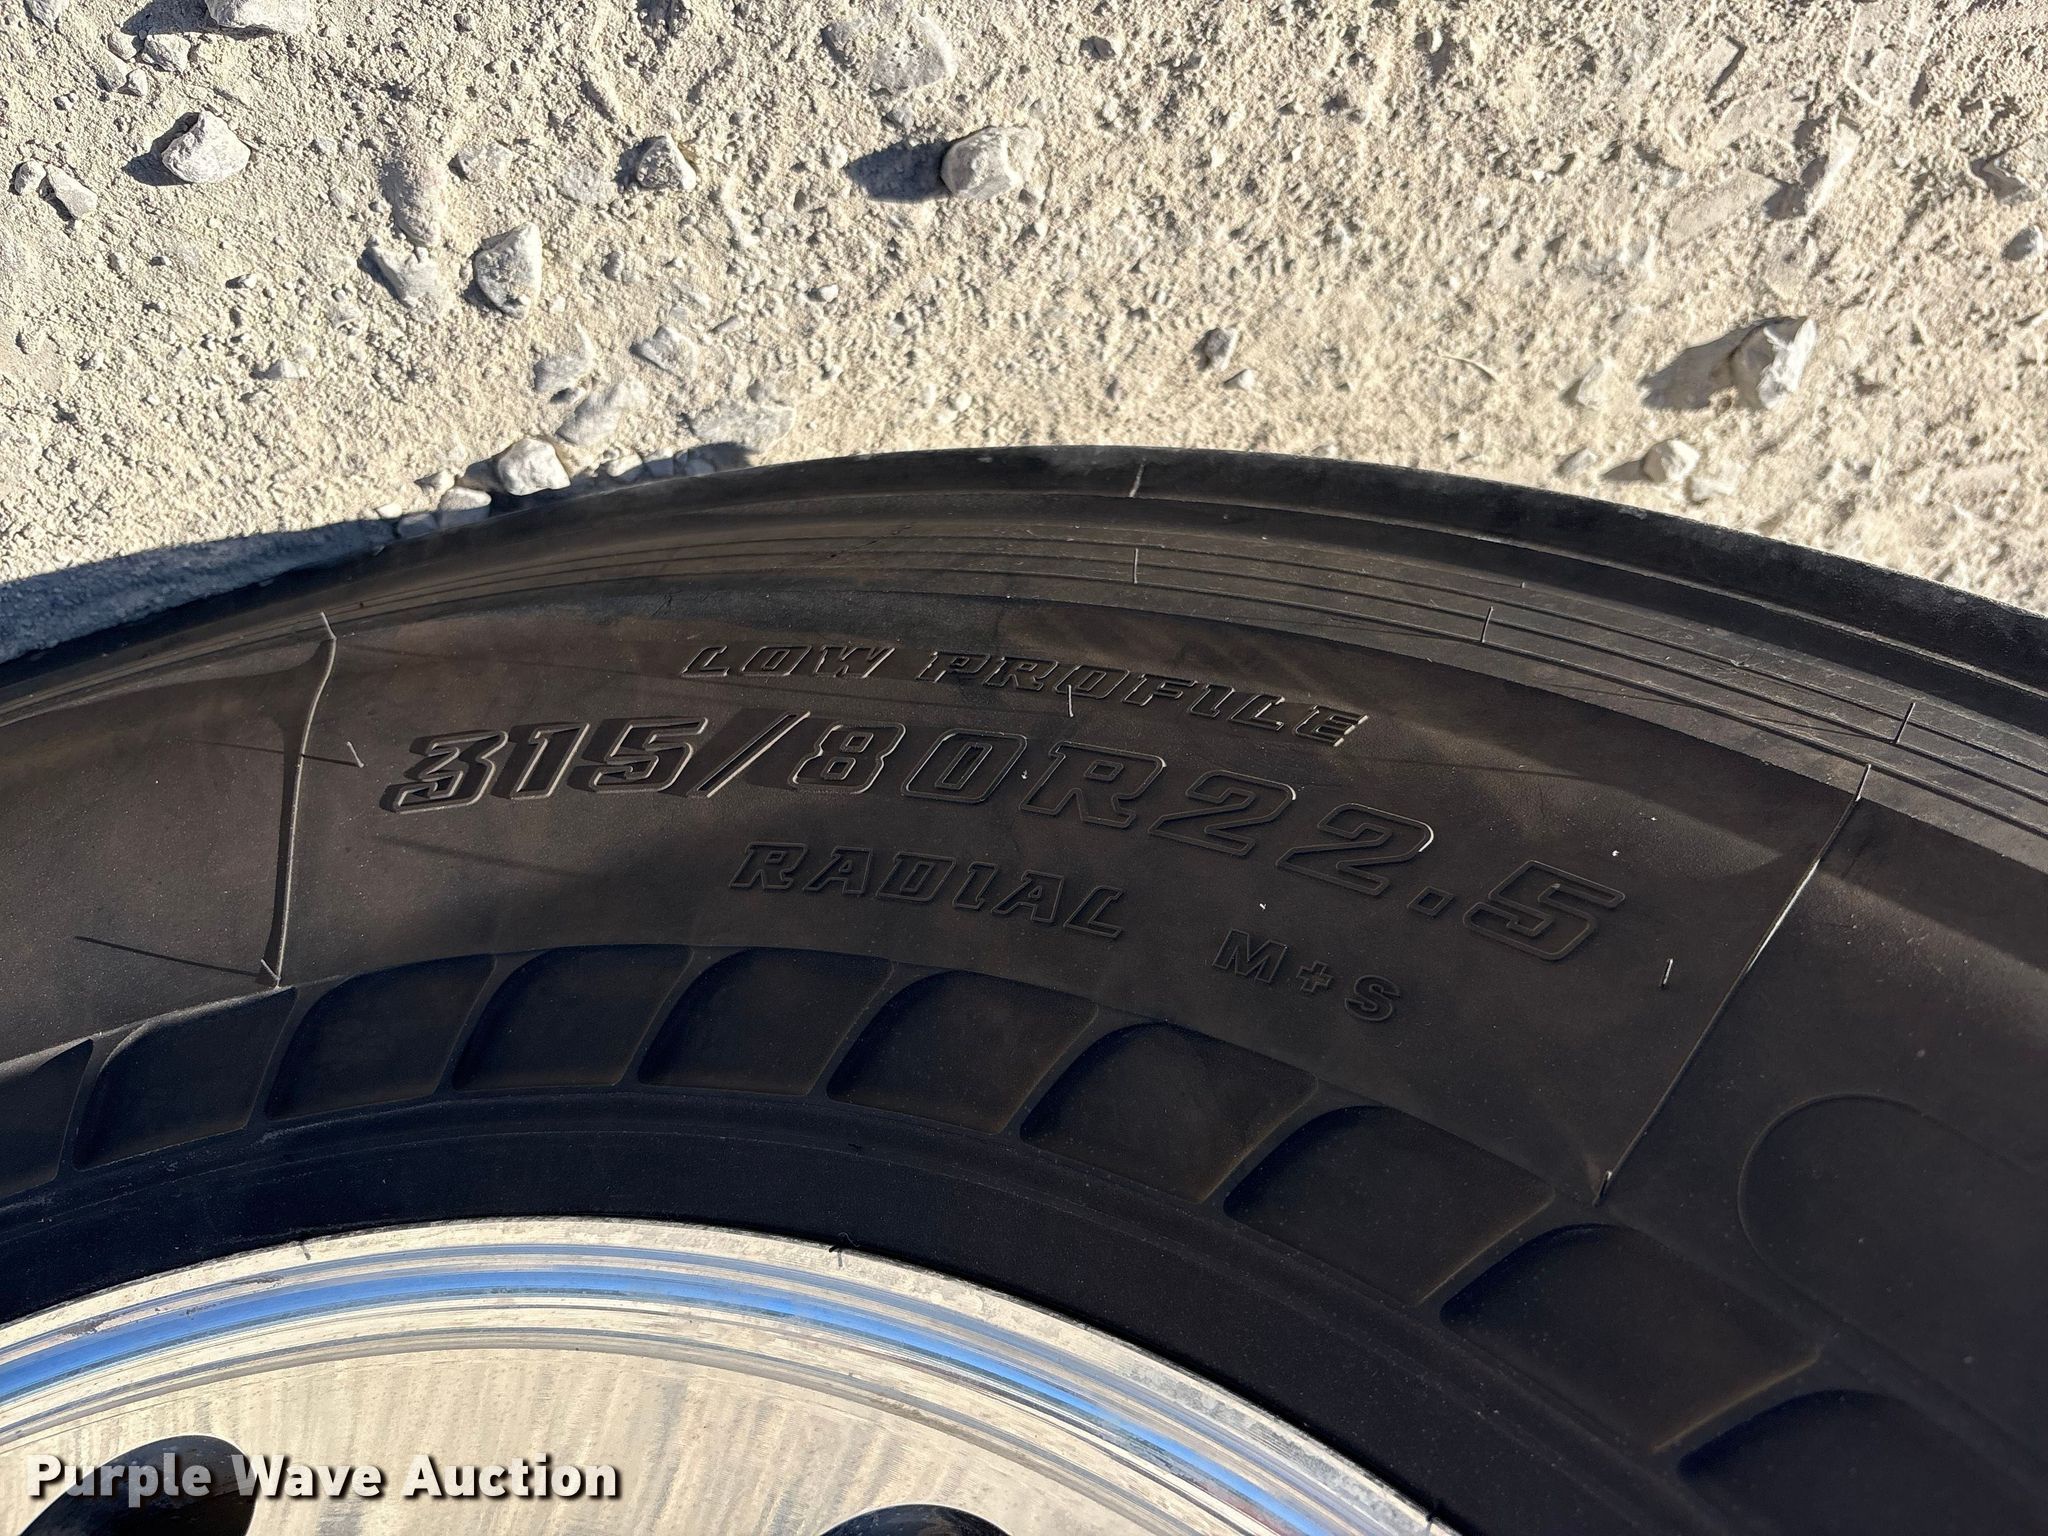 LOW PROFILE
315/80R22.5
RADIAL
M+S
Purple Wave Auction